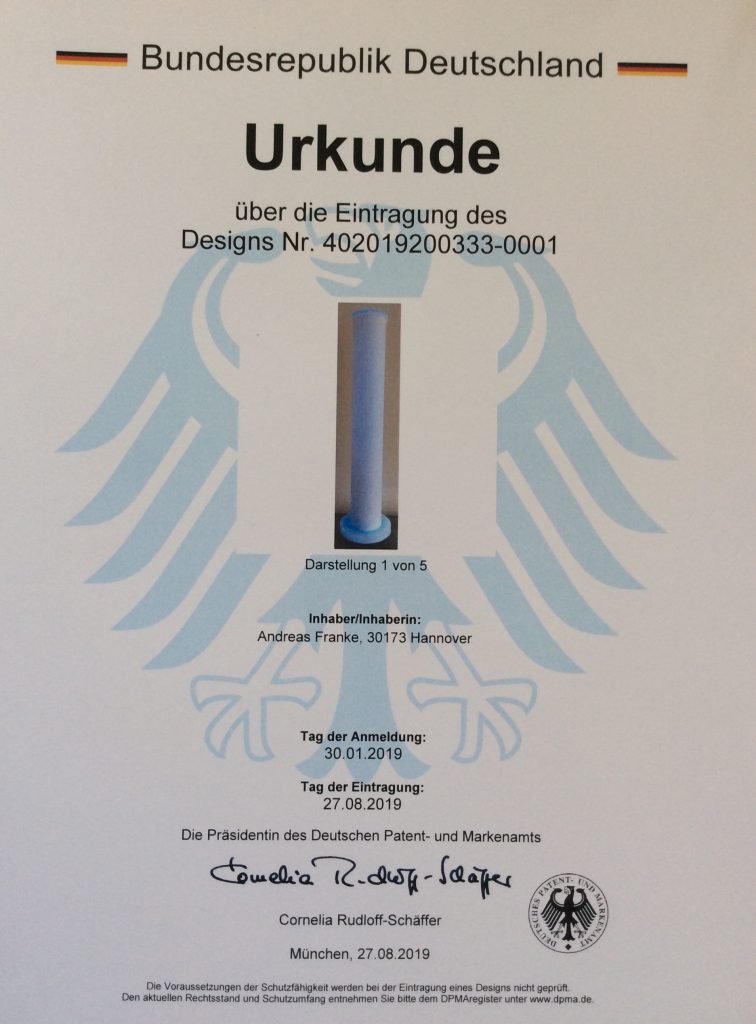 Bundesrepublik Deutschland
Urkunde
über die Eintragung des
Designs Nr. 402019200333-0001
Darstellung 1 von 5
Inhaber/Inhaberin:
Andreas Franke, 30173 Hannover
Tag der Anmeldung:
30.01.2019
Tag der Eintragung:
27.08.2019
Die Präsidentin des Deutschen Patent- und Markenamts
Cornelia Rudloff-Schäffer
Cornelia Rudloff-Schäffer
DEUTSCHES PATENT- UND MARKENAMT
München, 27.08.2019
Die Voraussetzungen der Schutzfähigkeit werden bei der Eintragung eines Designs nicht geprüft.
Den aktuellen Rechtsstand und Schutzumfang entnehmen Sie bitte dem DPMAregister unter www.dpma.de.